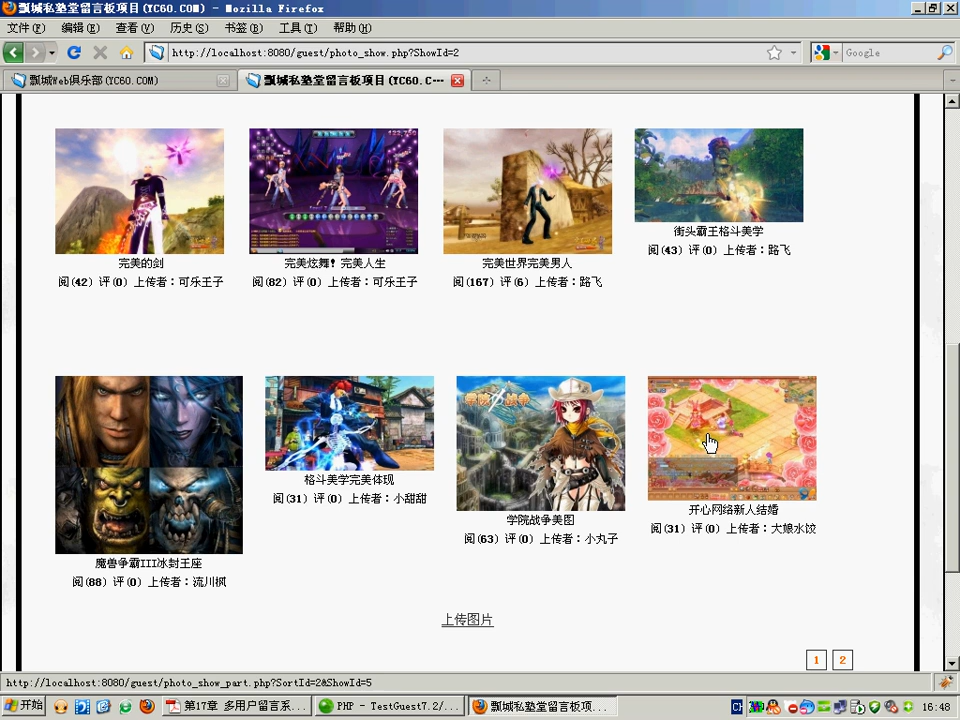 飘城私塾堂留言板项目(YC60.COM) - Mozilla Firefox
文件(F) 编辑(E) 查看(V) 历史(S) 书签(B) 工具(T) 帮助(H)
http://localhost:8080/guest/photo_show.php?ShowId=2
Google
飘城Web俱乐部(YC60.COM)
飘城私塾堂留言板项目(YC60.C...
完美的剑
阅(42) 评(0) 上传者：可乐王子
完美炫舞！完美人生
阅(82) 评(0) 上传者：可乐王子
完美世界完美男人
阅(167) 评(6) 上传者：路飞
街头霸王格斗美学
阅(43) 评(0) 上传者：路飞
魔兽争霸III冰封王座
阅(88) 评(0) 上传者：流川枫
格斗美学完美体现
阅(31) 评(0) 上传者：小甜甜
学院战争美图
阅(63) 评(0) 上传者：小丸子
开心网络新人结婚
阅(31) 评(0) 上传者：大娘水饺
上传图片
1 2
http://localhost:8080/guest/photo_show_part.php?SortId=2&ShowId=5
开始
第17章 多用户留言系...
PHP - TestGuest7.2/...
飘城私塾堂留言板项...
CH
16:48